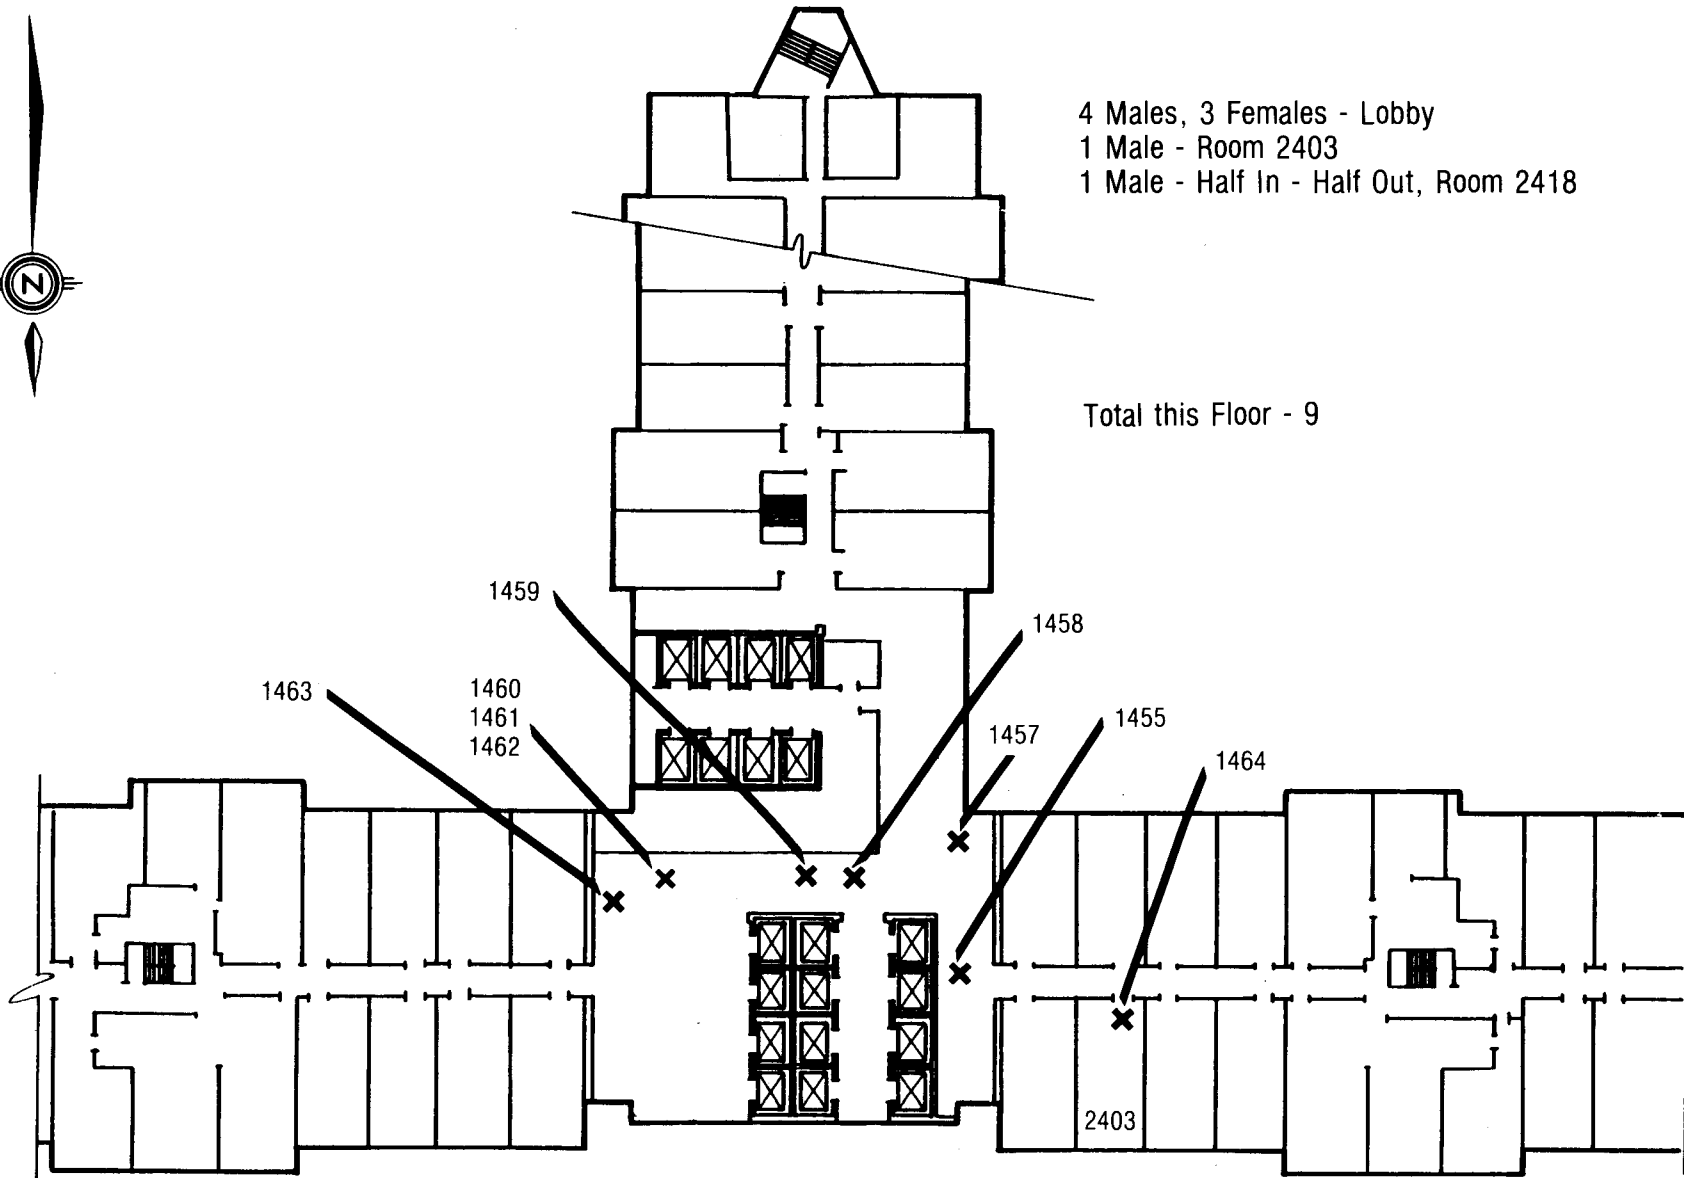 4 Males, 3 Females - Lobby
1 Male - Room 2403
1 Male - Half In - Half Out, Room 2418
N
Total this Floor - 9
1459
1458
1463
1460
1461
1462
1455
1457
1464
2403